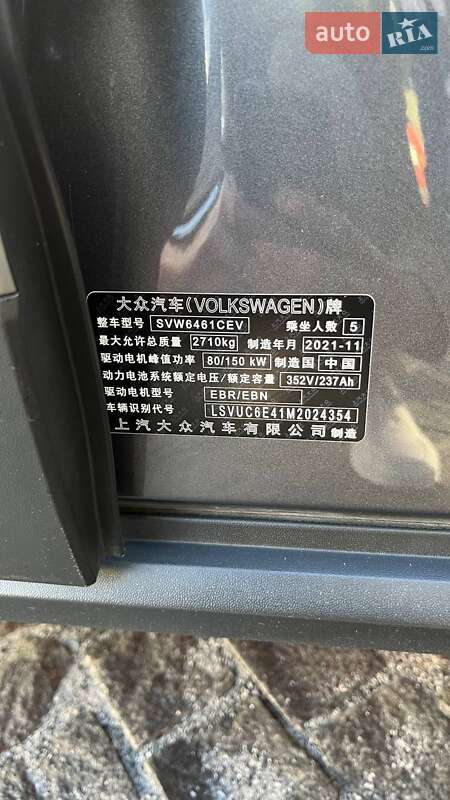 auto RIA
.com
大众汽车(VOLKSWAGEN)牌
整车型号 SVW6461CEV 乘坐人数 5
最大允许总质量 2710kg 制造年月 2021-11
驱动电机峰值功率 80/150 kW 制造国 中国
动力电池系统额定电压/额定容量 352V/237Ah
驱动电机型号 EBR/EBN
车辆识别代号 LSVUC6E41M2024354
上汽大众汽车有限公司 制造